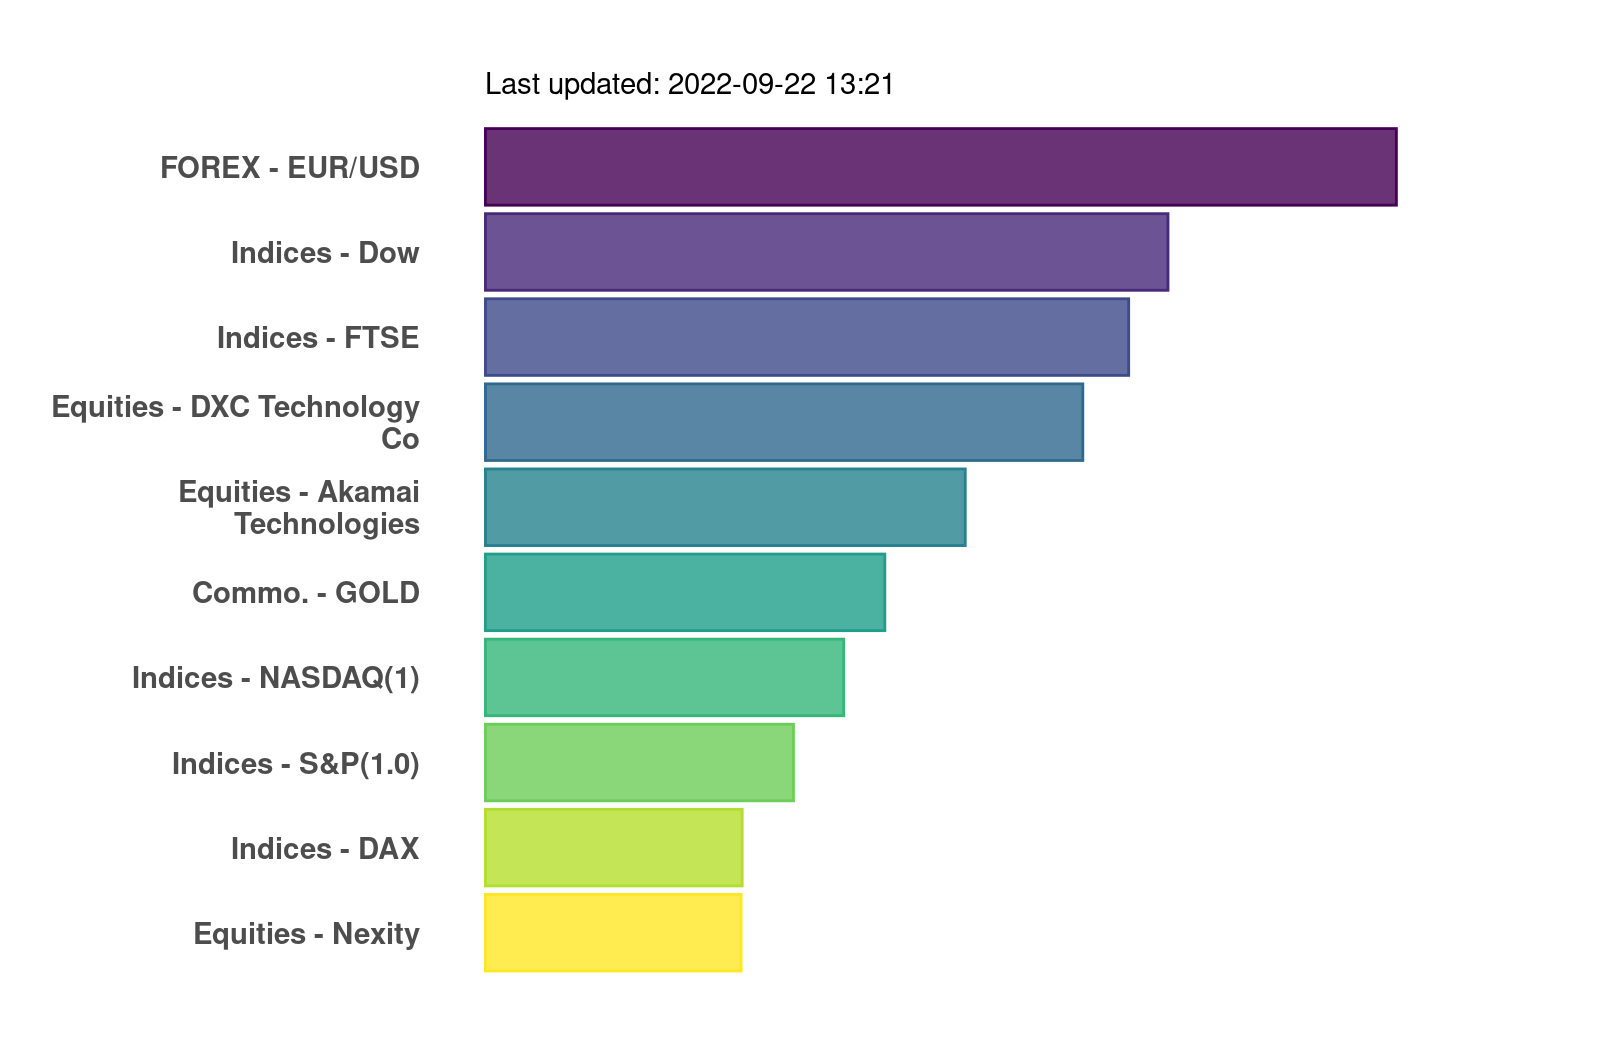 Last updated: 2022-09-22 13:21
FOREX - EUR/USD
Indices - Dow
Indices - FTSE
Equities - DXC Technology
Co
Equities - Akamai
Technologies
Commo. - GOLD
Indices - NASDAQ(1)
Indices - S&P(1.0)
Indices - DAX
Equities - Nexity